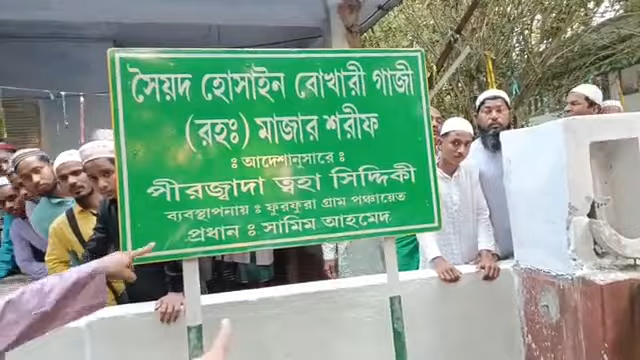 সৈয়দ হোসাইন বোখারী গাজী
(রহঃ) মাজার শরীফ
ঃ আদেশানুসারে ঃ
পীরজ্বাদা ত্বহা সিদ্দিকী
ব্যবস্থাপনায় ঃ ফুরফুরা গ্রাম পঞ্চায়েত
প্রধান ঃ সামিম আহমেদ